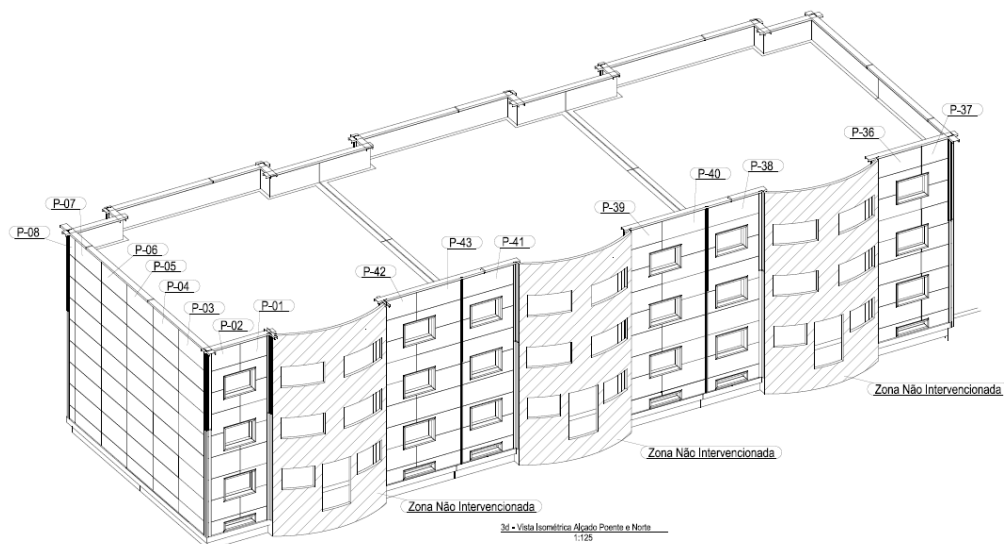 P-37
P-36
P-38
P-40
P-39
P-07
P-08
P-06
P-05
P-04
P-03
P-02
P-01
P-43
P-41
P-42
Zona Não Intervencionada
Zona Não Intervencionada
Zona Não Intervencionada
3d - Vista Isométrica Alçado Poente e Norte
1:125